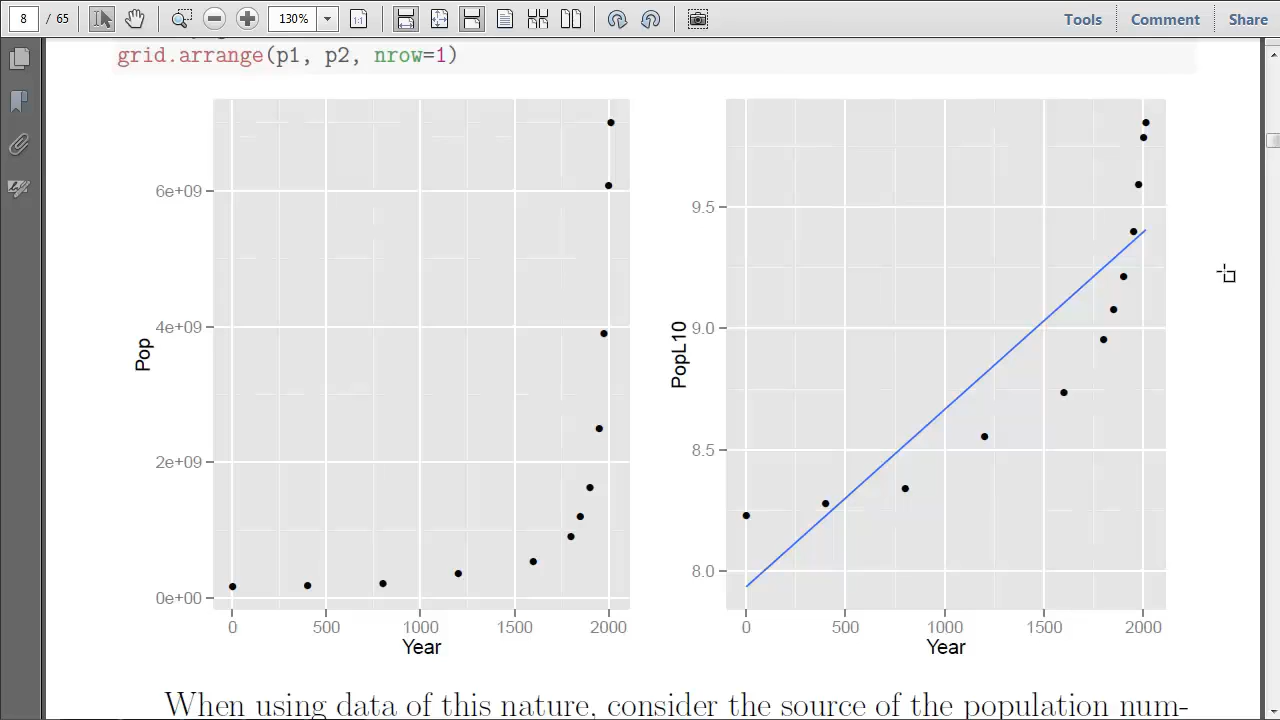 8 / 65 130% Tools Comment Share
grid.arrange(p1, p2, nrow=1)
6e+09
4e+09
2e+09
0e+00
Pop
0 500 1000 1500 2000
Year
9.5
9.0
8.5
8.0
PopL10
0 500 1000 1500 2000
Year
When using data of this nature, consider the source of the population num-